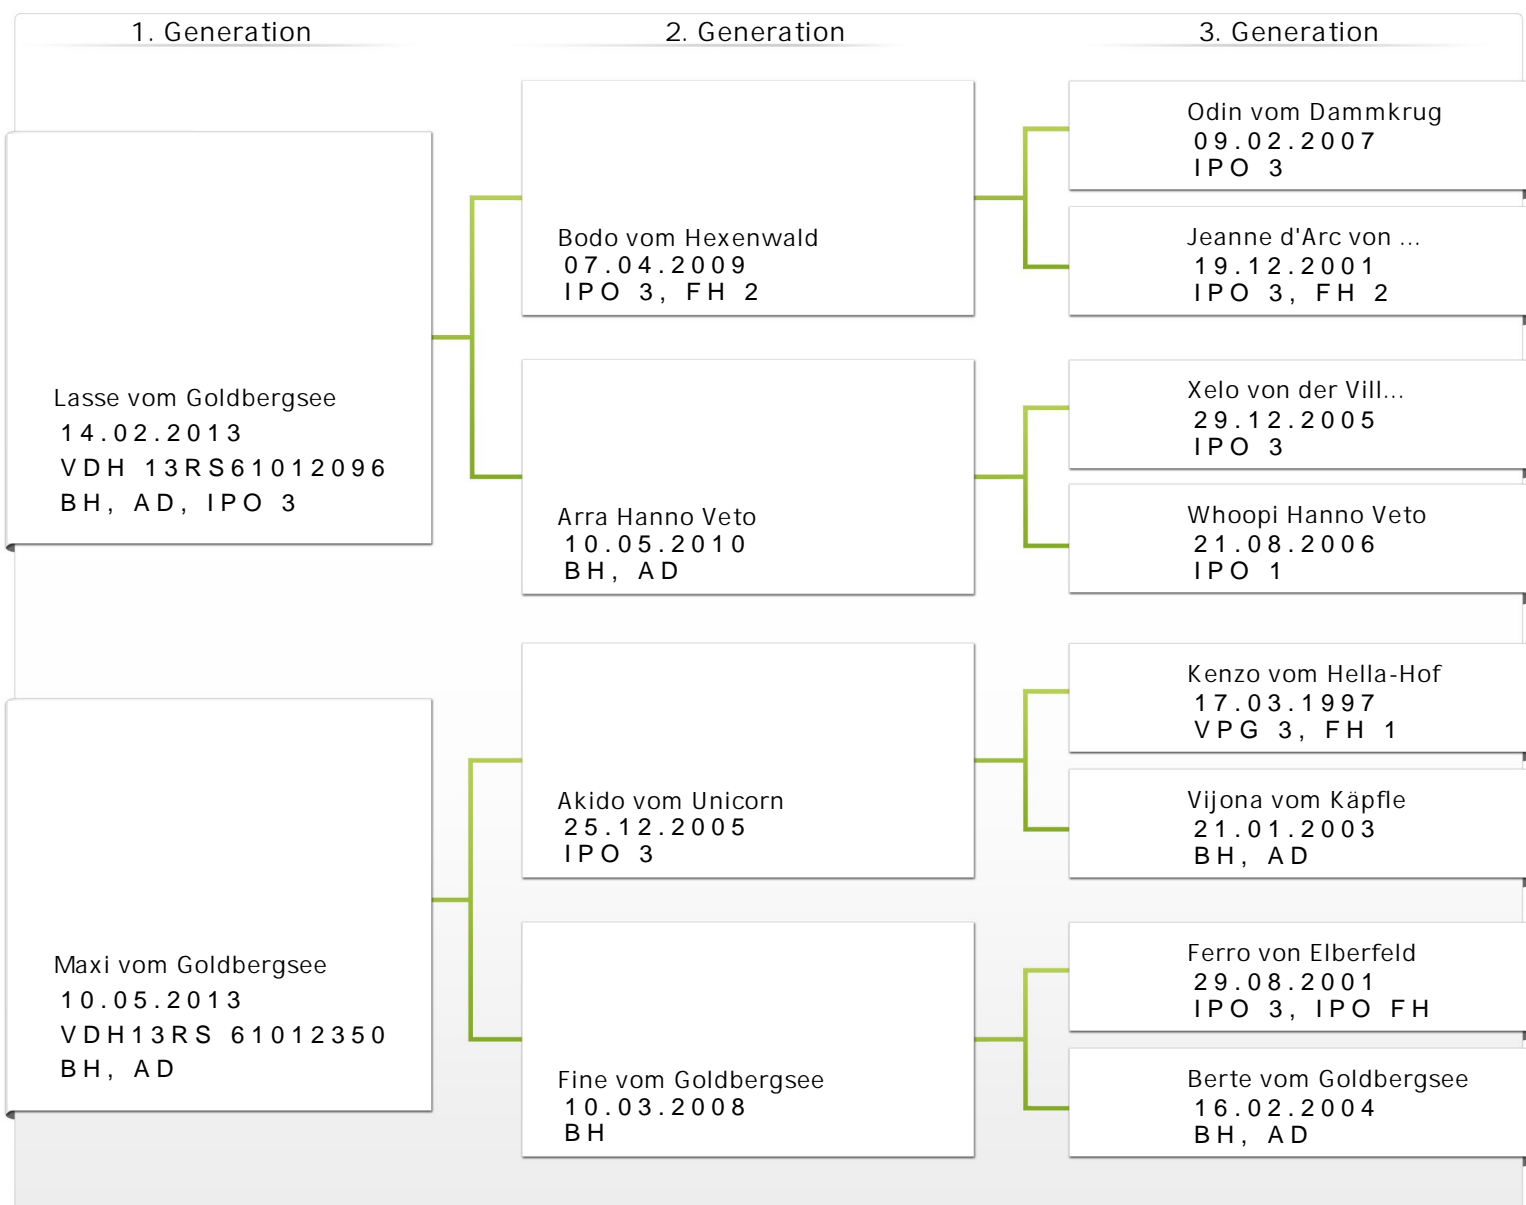 1. Generation
2. Generation
3. Generation
Lasse vom Goldbergsee
14.02.2013
VDH 13RS61012096
BH, AD, IPO 3
Bodo vom Hexenwald
07.04.2009
IPO 3, FH 2
Odin vom Dammkrug
09.02.2007
IPO 3
Jeanne d'Arc von ...
19.12.2001
IPO 3, FH 2
Arra Hanno Veto
10.05.2010
BH, AD
Xelo von der Vill...
29.12.2005
IPO 3
Whoopi Hanno Veto
21.08.2006
IPO 1
Maxi vom Goldbergsee
10.05.2013
VDH13RS 61012350
BH, AD
Akido vom Unicorn
25.12.2005
IPO 3
Kenzo vom Hella-Hof
17.03.1997
VPG 3, FH 1
Vijona vom Käpfle
21.01.2003
BH, AD
Fine vom Goldbergsee
10.03.2008
BH
Ferro von Elberfeld
29.08.2001
IPO 3, IPO FH
Berte vom Goldbergsee
16.02.2004
BH, AD